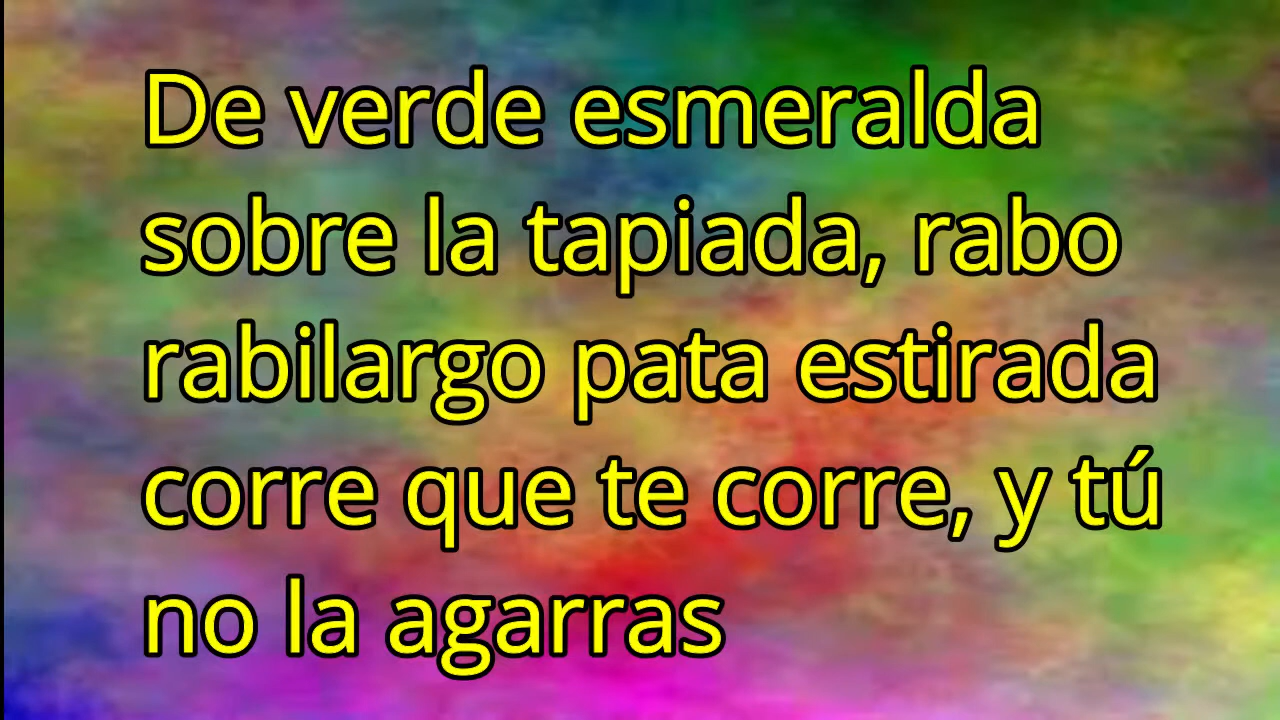 De verde esmeralda
sobre la tapiada, rabo
rabilargo pata estirada
corre que te corre, y tú
no la agarras